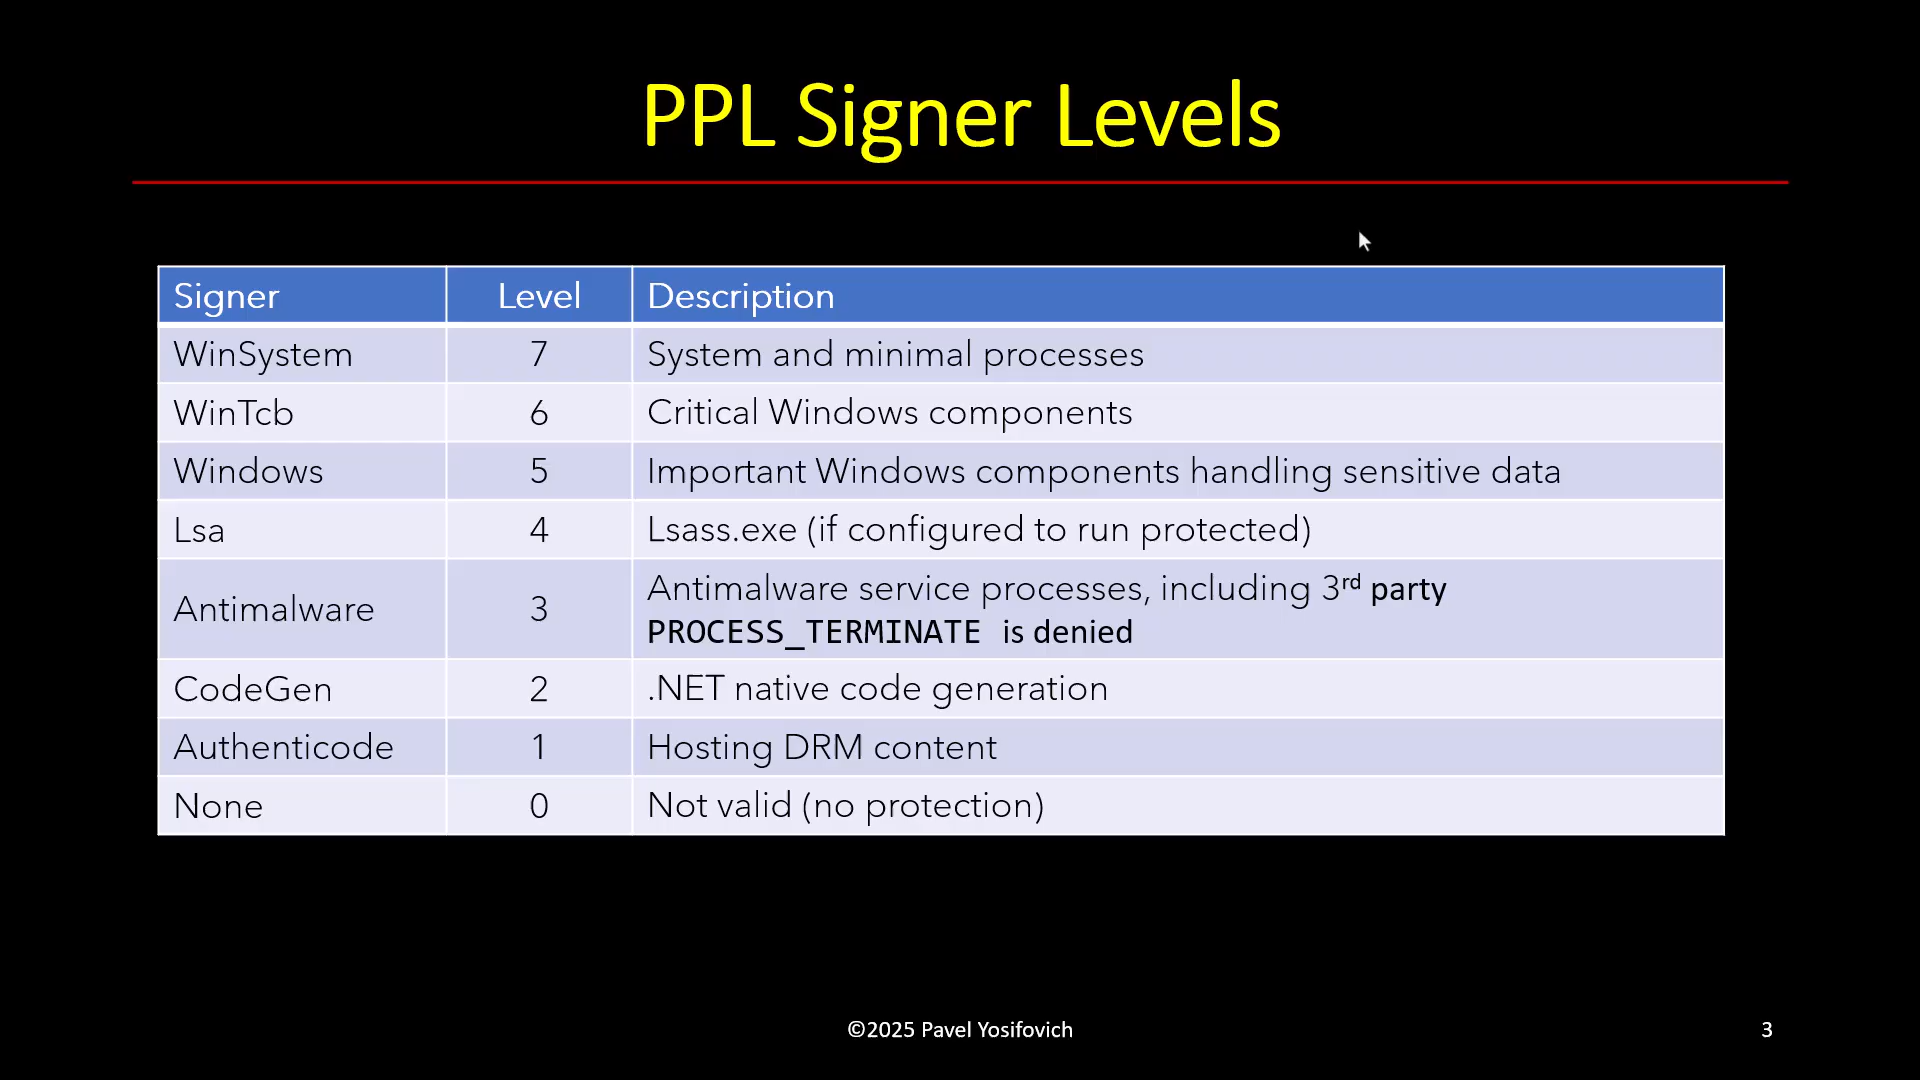 PPL Signer Levels
Signer Level Description
WinSystem 7 System and minimal processes
WinTcb 6 Critical Windows components
Windows 5 Important Windows components handling sensitive data
Lsa 4 Lsass.exe (if configured to run protected)
Antimalware 3 Antimalware service processes, including 3rd party
PROCESS_TERMINATE is denied
CodeGen 2 .NET native code generation
Authenticode 1 Hosting DRM content
None 0 Not valid (no protection)
©2025 Pavel Yosifovich 3